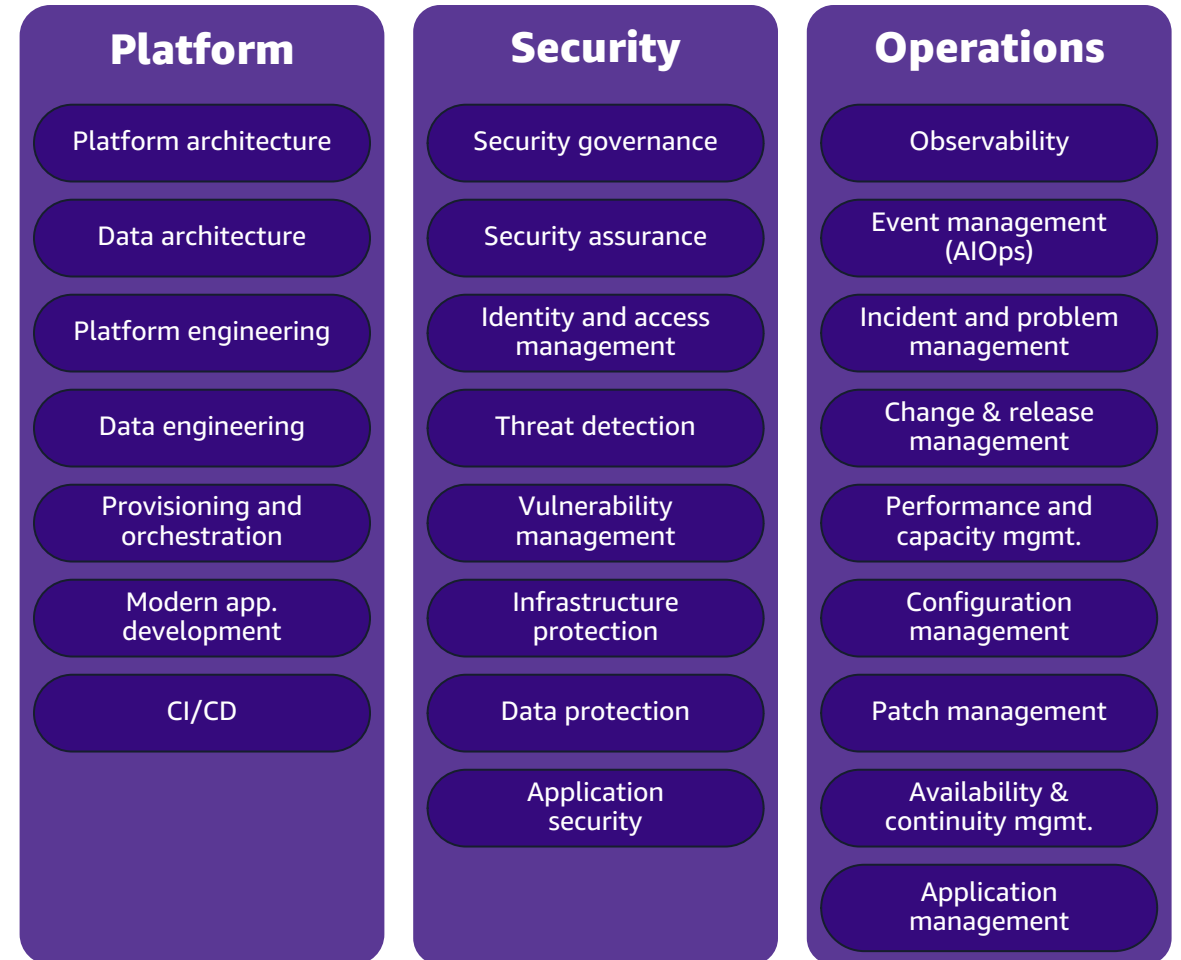 Platform
Platform architecture
Data architecture
Platform engineering
Data engineering
Provisioning and
orchestration
Modern app.
development
CI/CD
Security
Security governance
Security assurance
Identity and access
management
Threat detection
Vulnerability
management
Infrastructure
protection
Data protection
Application
security
Operations
Observability
Event management
(AIOps)
Incident and problem
management
Change & release
management
Performance and
capacity mgmt.
Configuration
management
Patch management
Availability &
continuity mgmt.
Application
management